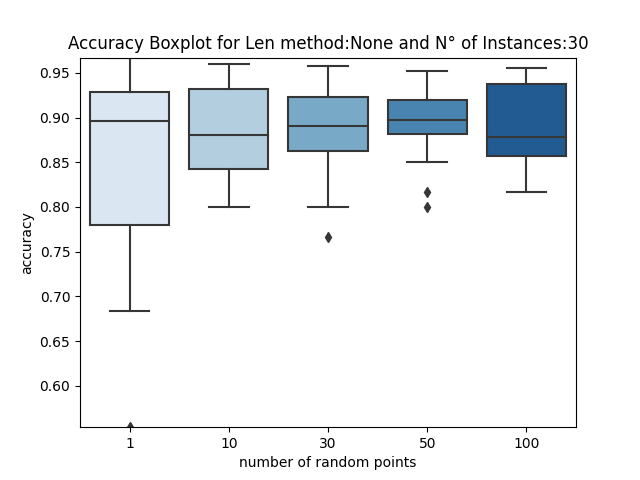 Accuracy Boxplot for Len method:None and N° of Instances:30
0.95
0.90
0.85
0.80
0.75
0.70
0.65
0.60
accuracy
1 10 30 50 100
number of random points